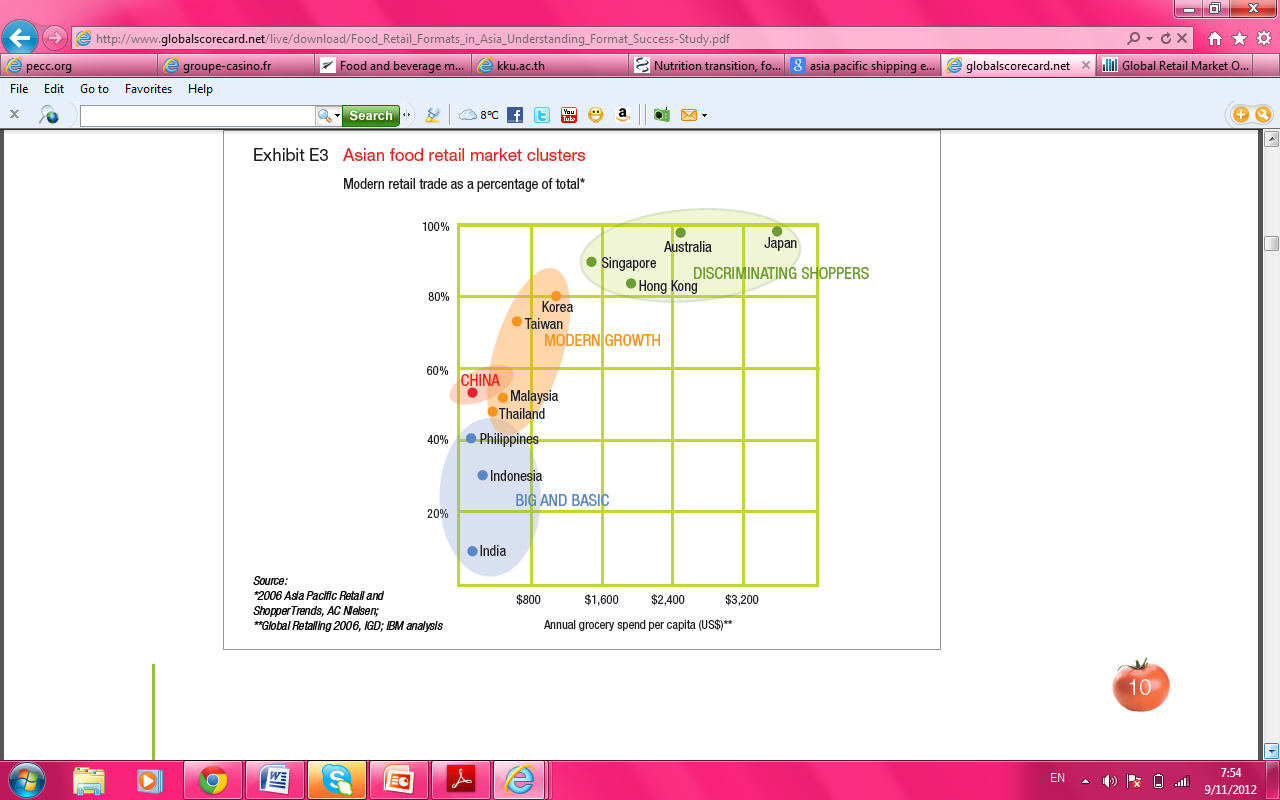 http://www.globalscorecard.net/live/download/Food_Retail_Formats_in_Asia_Understanding_Format_Success-Study.pdf
pecc.org
groupe-casino.fr
Food and beverage m...
kku.ac.th
Nutrition transition, fo...
asia pacific shipping e...
globalscorecard.net
Global Retail Market O...
File Edit Go to Favorites Help
Search
8°C
You Tube
Exhibit E3 Asian food retail market clusters
Modern retail trade as a percentage of total*
100%
Australia
Japan
Singapore
DISCRIMINATING SHOPPERS
Hong Kong
80%
Korea
Taiwan
MODERN GROWTH
60%
CHINA
Malaysia
Thailand
40%
Philippines
Indonesia
BIG AND BASIC
20%
India
$800 $1,600 $2,400 $3,200
Annual grocery spend per capita (US$)**
Source:
*2006 Asia Pacific Retail and
ShopperTrends, AC Nielsen;
**Global Retailing 2006, IGD; IBM analysis
10
EN
7:54
9/11/2012